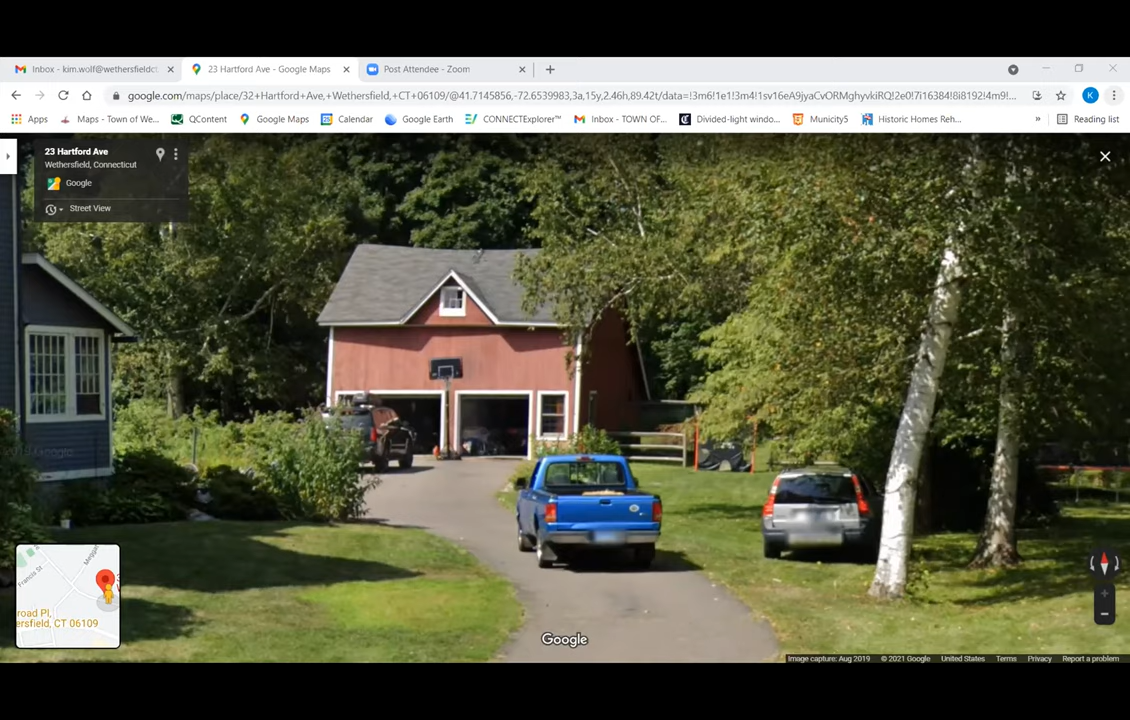 Inbox - kim.wolf@wethersfieldct
23 Hartford Ave - Google Maps
Post Attendee - Zoom
google.com/maps/place/32+Hartford+Ave,+Wethersfield,+CT+06109/@41.7145856,-72.6539983,3a,15y,2.46h,89.42t/data=!3m6!1e1!3m4!1sv16eA9jyaCvORMghyvkiRQ!2e0!7i16384!8i8192!4m9!...
K
Apps
Maps - Town of We...
QContent
Google Maps
Calendar
Google Earth
CONNECTExplorer™
Inbox - TOWN OF...
Divided-light windo...
Municity5
Historic Homes Reh...
»
Reading list
23 Hartford Ave
Wethersfield, Connecticut
Google
Street View
Francis St
road Pl,
ersfield, CT 06109
Google
Image capture: Aug 2019
© 2021 Google
United States
Terms
Privacy
Report a problem